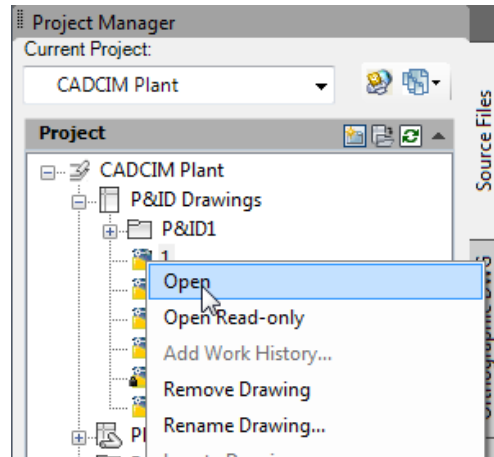 Project Manager
Current Project:
CADCIM Plant
Project
Source Files
CADCIM Plant
P&ID Drawings
P&ID1
1
Open
Open Read-only
Add Work History...
Remove Drawing
Rename Drawing...